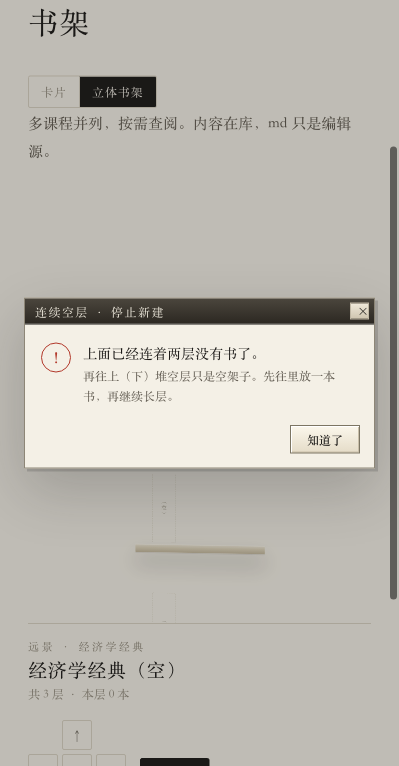 书架
卡片
立体书架
多课程并列，按需查阅。内容在库，md 只是编辑
源。
连续空层 · 停止新建
×
!
上面已经连着两层没有书了。
再往上（下）堆空层只是空架子。先往里放一本
书，再继续长层。
知道了
远景 · 经济学经典
经济学经典（空）
共 3 层 · 本层 0 本
↑